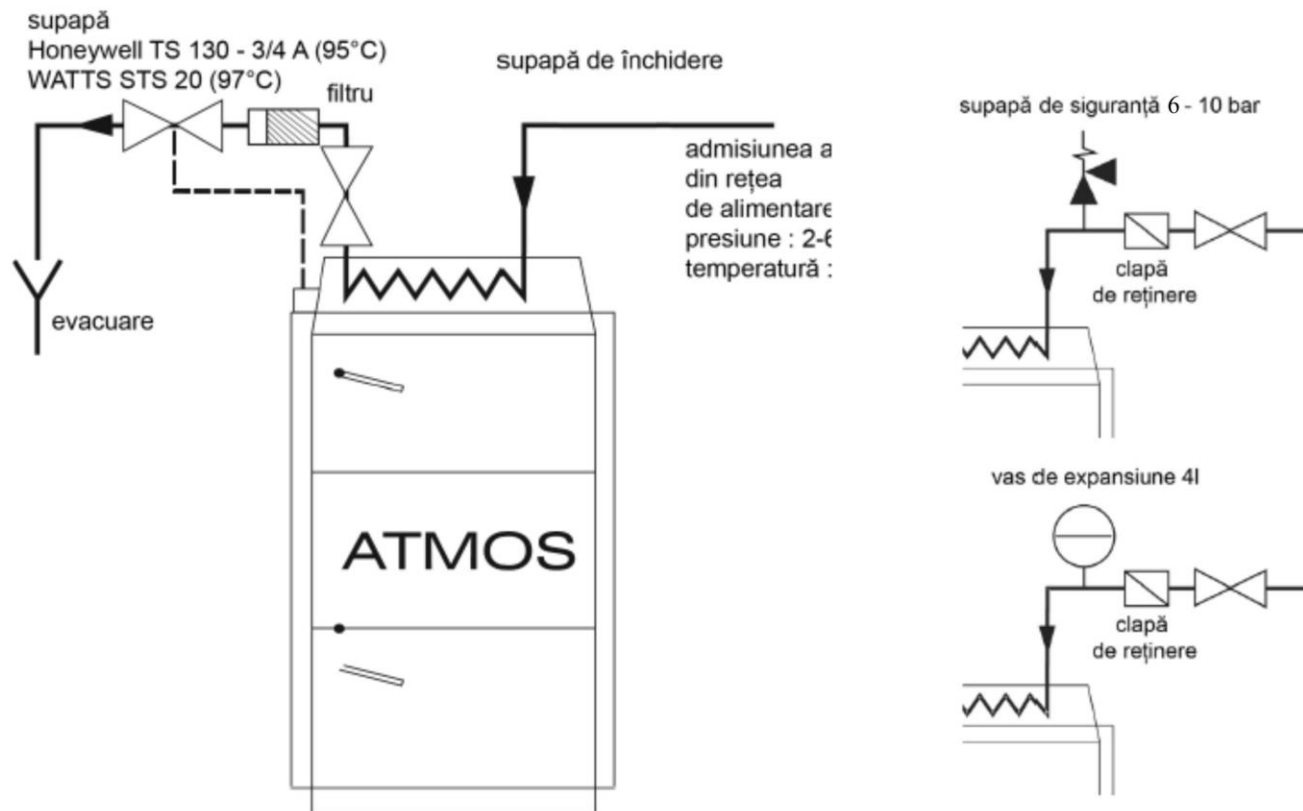 supapă
Honeywell TS 130 - 3/4 A (95°C)
WATTS STS 20 (97°C)
filtru
supapă de închidere
admisiunea
din rețea
de alimentare
presiune : 2-6
temperatură :
evacuare
ATMOS
supapă de siguranță 6 - 10 bar
clapă
de reținere
vas de expansiune 4l
clapă
de reținere